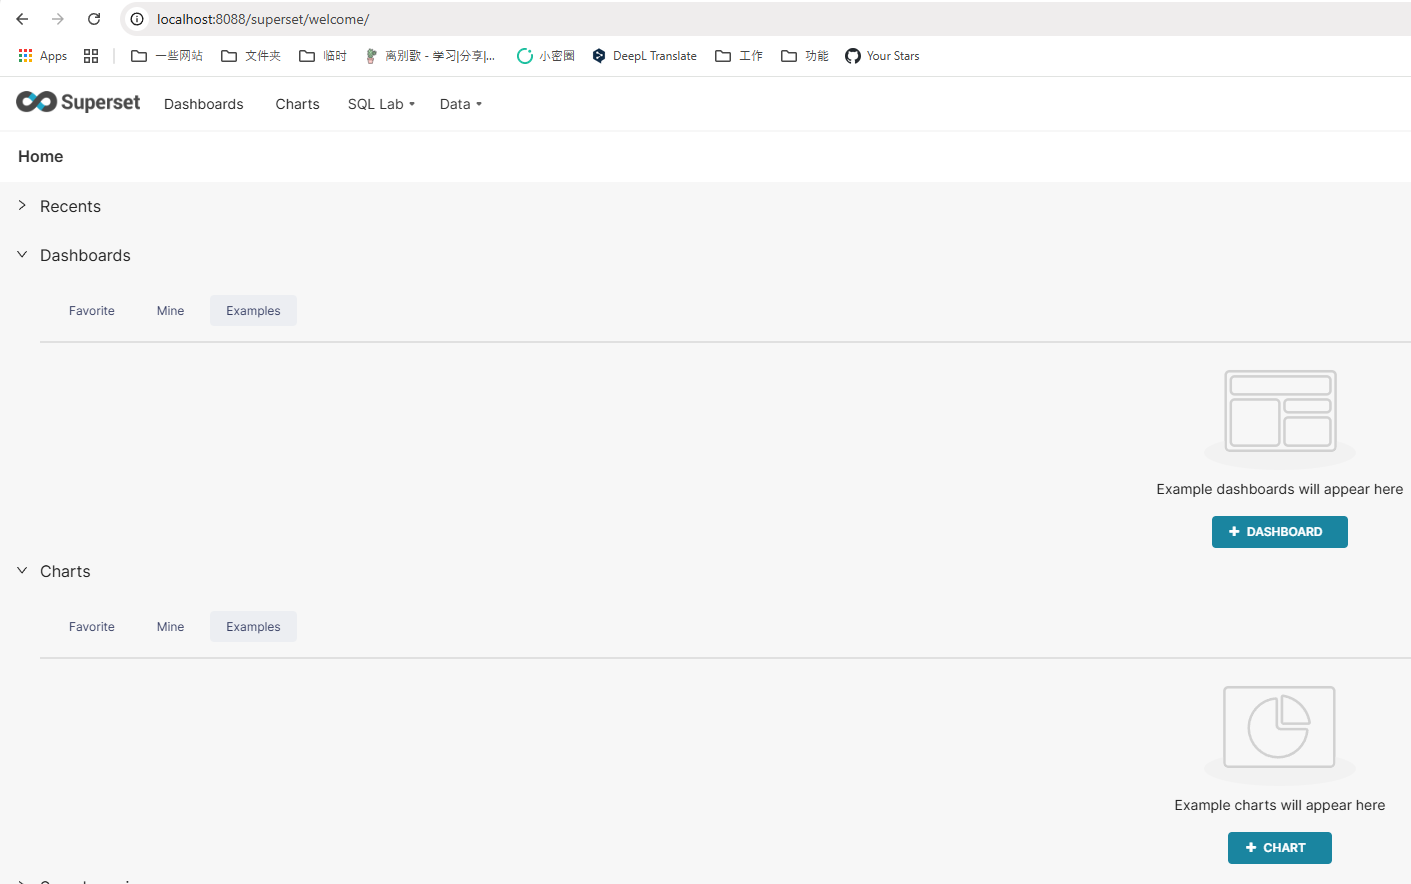 localhost:8088/superset/welcome/
Apps 一些网站 文件夹 临时 离别歌 - 学习|分享|... 小密圈 DeepL Translate 工作 功能 Your Stars
Superset Dashboards Charts SQL Lab Data
Home
Recents
Dashboards
Favorite Mine Examples
Example dashboards will appear here
+ DASHBOARD
Charts
Favorite Mine Examples
Example charts will appear here
+ CHART